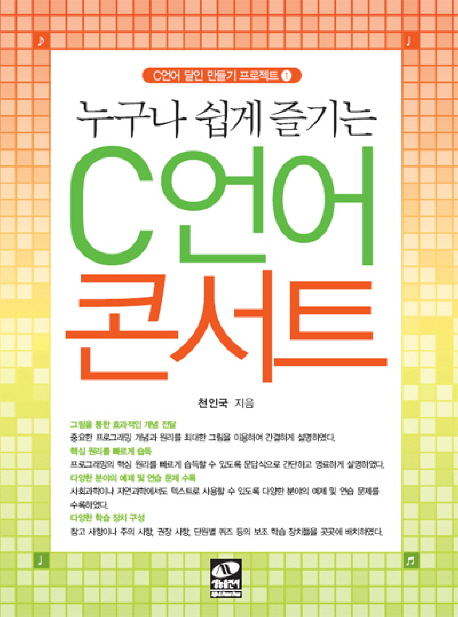 C언어 달인 만들기 프로젝트 1
누구나 쉽게 즐기는
C언어
콘서트
천인국 지음
그림을 통한 효과적인 개념 전달
중요한 프로그래밍 개념과 원리를 최대한 그림을 이용하여 간결하게 설명하였다.
핵심 원리를 빠르게 습득
프로그래밍의 핵심 원리를 빠르게 습득할 수 있도록 문답식으로 간단하고 명료하게 설명하였다.
다양한 분야의 예제 및 연습 문제 수록
사회과학이나 자연과학에서도 텍스트로 사용할 수 있도록 다양한 분야의 예제 및 연습 문제를
수록하였다.
다양한 학습 장치 구성
참고 사항이나 주의 사항, 권장 사항, 단원별 퀴즈 등의 보조 학습 장치들을 곳곳에 배치하였다.